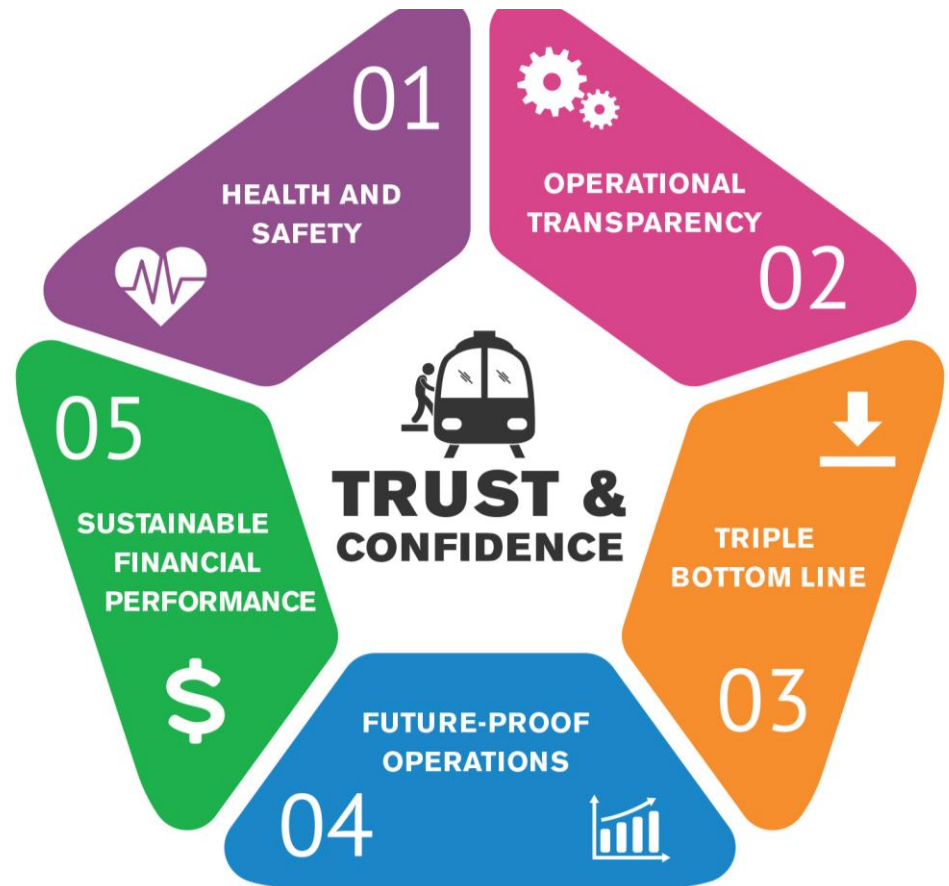 01
HEALTH AND
SAFETY
OPERATIONAL
TRANSPARENCY
02
TRIPLE
BOTTOM LINE
03
FUTURE-PROOF
OPERATIONS
04
05
SUSTAINABLE
FINANCIAL
PERFORMANCE
$
TRUST &
CONFIDENCE